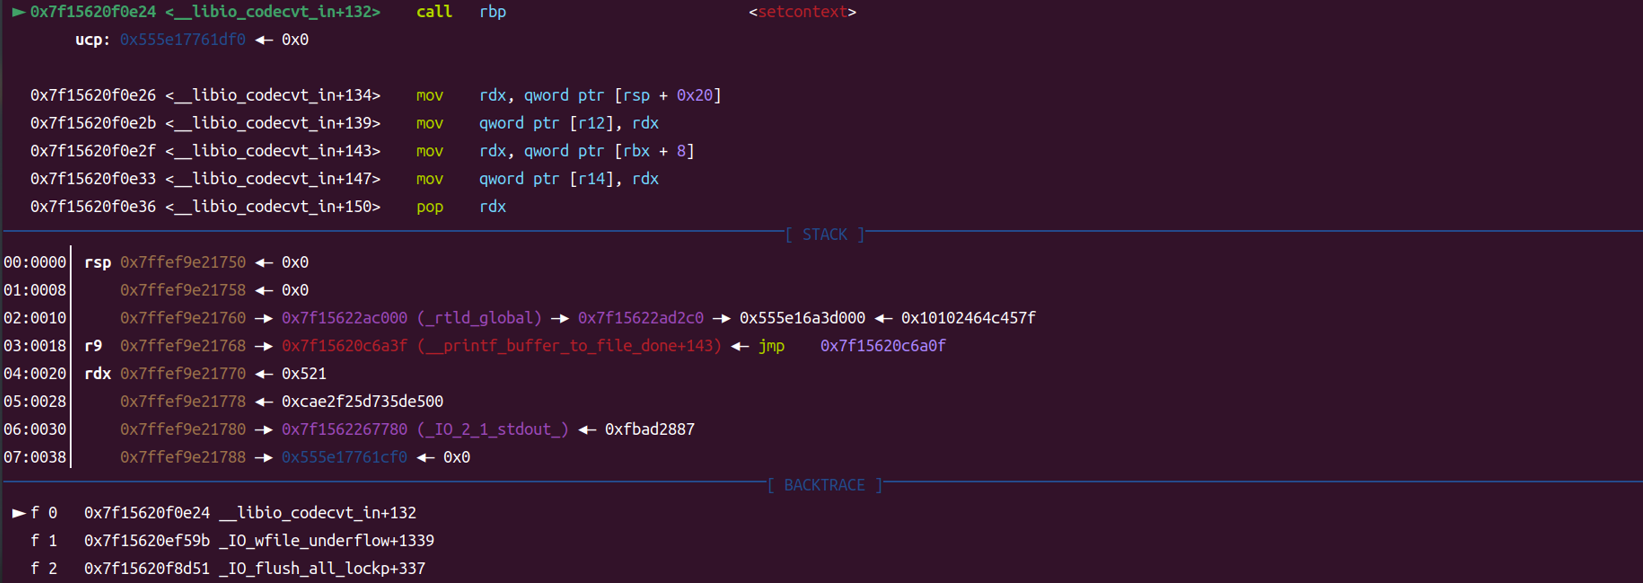 ► 0x7f15620f0e24 <__libio_codecvt_in+132>    call   rbp                           <setcontext>
ucp: 0x555e17761df0 ◂— 0x0
0x7f15620f0e26 <__libio_codecvt_in+134>    mov    rdx, qword ptr [rsp + 0x20]
0x7f15620f0e2b <__libio_codecvt_in+139>    mov    qword ptr [r12], rdx
0x7f15620f0e2f <__libio_codecvt_in+143>    mov    rdx, qword ptr [rbx + 8]
0x7f15620f0e33 <__libio_codecvt_in+147>    mov    qword ptr [r14], rdx
0x7f15620f0e36 <__libio_codecvt_in+150>    pop    rdx
[ STACK ]
00:0000│ rsp 0x7ffef9e21750 ◂— 0x0
01:0008│     0x7ffef9e21758 ◂— 0x0
02:0010│     0x7ffef9e21760 —▸ 0x7f15622ac000 (_rtld_global) —▸ 0x7f15622ad2c0 —▸ 0x555e16a3d000 ◂— 0x10102464c457f
03:0018│ r9  0x7ffef9e21768 —▸ 0x7f15620c6a3f (__printf_buffer_to_file_done+143) ◂— jmp    0x7f15620c6a0f
04:0020│ rdx 0x7ffef9e21770 ◂— 0x521
05:0028│     0x7ffef9e21778 ◂— 0xcae2f25d735de500
06:0030│     0x7ffef9e21780 —▸ 0x7f1562267780 (_IO_2_1_stdout_) ◂— 0xfbad2887
07:0038│     0x7ffef9e21788 —▸ 0x555e17761cf0 ◂— 0x0
[ BACKTRACE ]
► f 0   0x7f15620f0e24 __libio_codecvt_in+132
f 1   0x7f15620ef59b _IO_wfile_underflow+1339
f 2   0x7f15620f8d51 _IO_flush_all_lockp+337